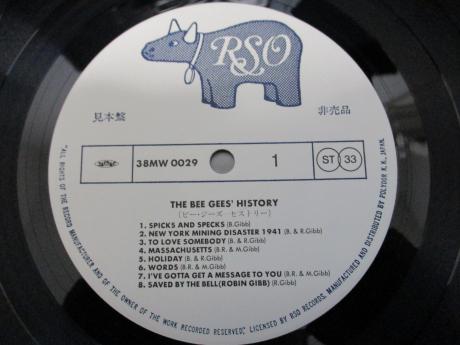 RSO
見本盤
非売品
38MW 0029
1
ST 33
THE BEE GEES' HISTORY
(ビー・ジーズ ヒストリー)
1. SPICKS AND SPECKS (B.Gibb)
2. NEW YORK MINING DISASTER 1941 (B. & R.Gibb)
3. TO LOVE SOMEBODY (B. & R.Gibb)
4. MASSACHUSETTS (B.R. & M.Gibb)
5. HOLIDAY (B. & R.Gibb)
6. WORDS (B.R. & M.Gibb)
7. I'VE GOTTA GET A MESSAGE TO YOU (B.R. & M.Gibb)
8. SAVED BY THE BELL (ROBIN GIBB) (R.Gibb)
"ALL RIGHTS OF THE RECORD MANUFACTURER AND OF THE OWNER OF THE WORK RECORDED RESERVED," LICENSED BY RSO RECORDS, MANUFACTURED AND DISTRIBUTED BY POLYDOR K.K., JAPAN.